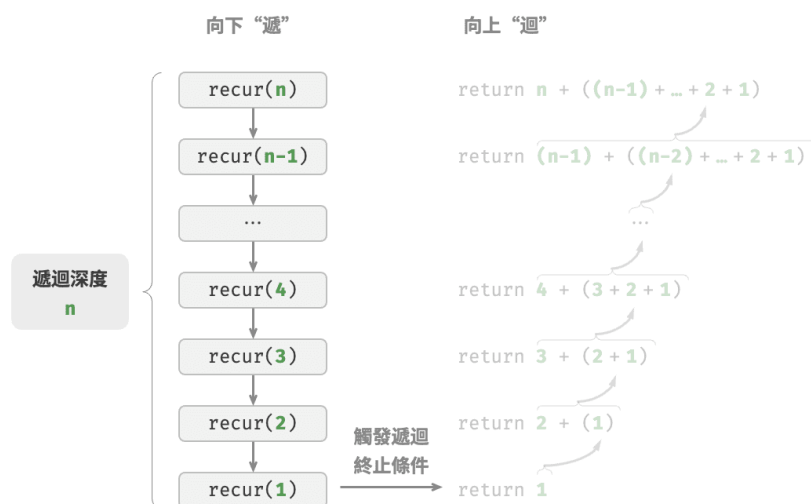 向下“遞”
向上“迴”
recur(n)
return n + ((n-1) + … + 2 + 1)
recur(n-1)
return (n-1) + ((n-2) + … + 2 + 1)
…
…
遞迴深度
n
recur(4)
return 4 + (3 + 2 + 1)
recur(3)
return 3 + (2 + 1)
recur(2)
return 2 + (1)
觸發遞迴
終止條件
recur(1)
return 1